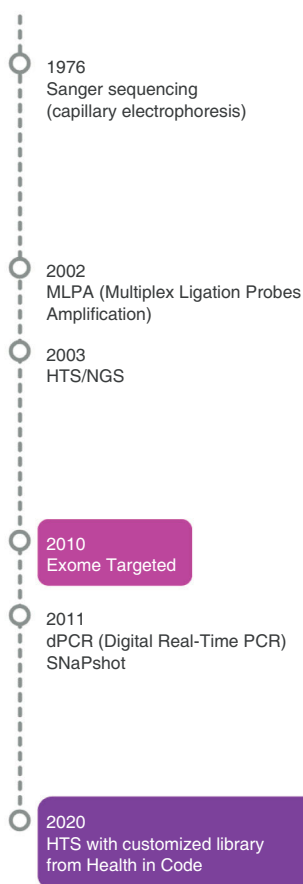 1976
Sanger sequencing
(capillary electrophoresis)
2002
MLPA (Multiplex Ligation Probes
Amplification)
2003
HTS/NGS
2010
Exome Targeted
2011
dPCR (Digital Real-Time PCR)
SNaPshot
2020
HTS with customized library
from Health in Code